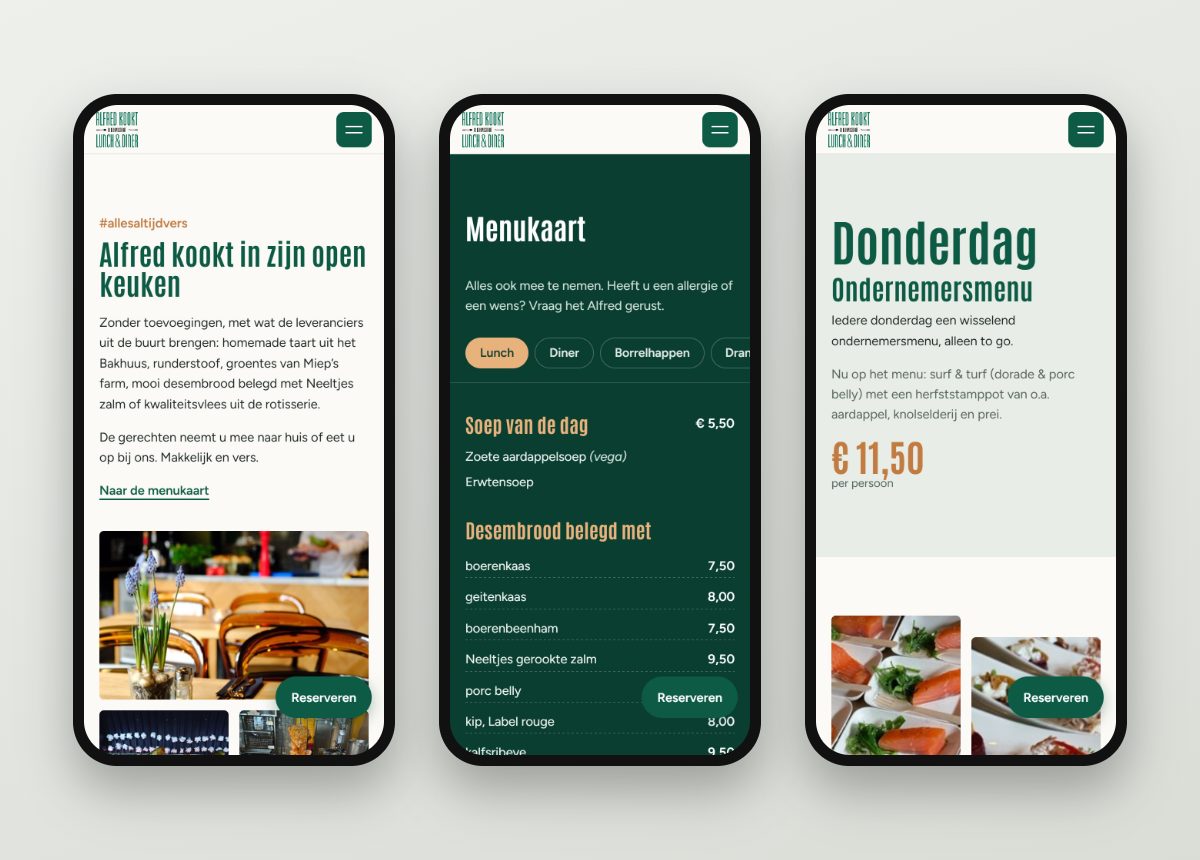 ALFRED KOOKT
LUNCH & DINER
#allesaltijdvers
Alfred kookt in zijn open
keuken
Zonder toevoegingen, met wat de leveranciers
uit de buurt brengen: homemade taart uit het
Bakhuus, runderstoof, groentes van Miep's
farm, mooi desembrood belegd met Neeltjes
zalm of kwaliteitsvlees uit de rotisserie.
De gerechten neemt u mee naar huis of eet u
op bij ons. Makkelijk en vers.
Naar de menukaart
Reserveren
ALFRED KOOKT
LUNCH & DINER
Menukaart
Alles ook mee te nemen. Heeft u een allergie of
een wens? Vraag het Alfred gerust.
Lunch Diner Borrelhappen Dran
Soep van de dag € 5,50
Zoete aardappelsoep (vega)
Erwtensoep
Desembrood belegd met
boerenkaas 7,50
geitenkaas 8,00
boerenbeenham 7,50
Neeltjes gerookte zalm 9,50
porc belly
Reserveren
kip, Label rouge 8,00
kalfsribeye 9,50
ALFRED KOOKT
LUNCH & DINER
Donderdag
Ondernemersmenu
Iedere donderdag een wisselend
ondernemersmenu, alleen to go.
Nu op het menu: surf & turf (dorade & porc
belly) met een herfststamppot van o.a.
aardappel, knolselderij en prei.
€ 11,50
per persoon
Reserveren